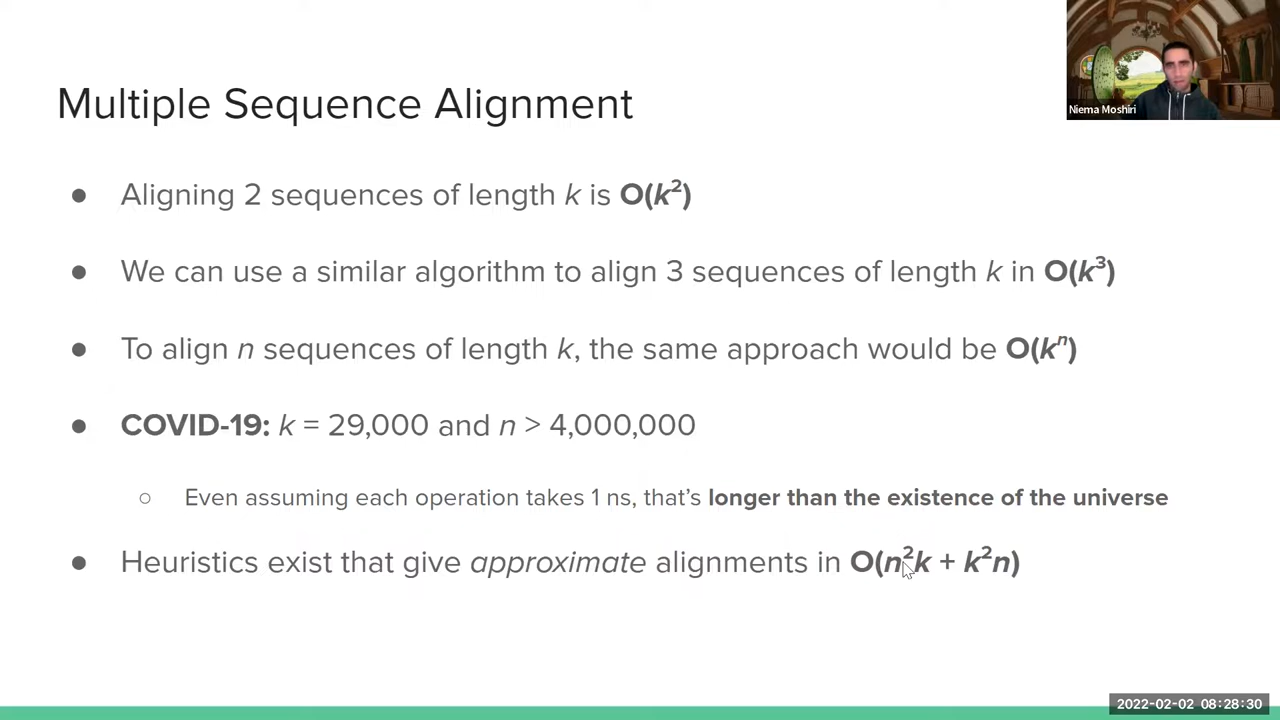 Niema Moshiri
Multiple Sequence Alignment
● Aligning 2 sequences of length k is O(k²)
● We can use a similar algorithm to align 3 sequences of length k in O(k³)
● To align n sequences of length k, the same approach would be O(kⁿ)
● COVID-19: k = 29,000 and n > 4,000,000
○ Even assuming each operation takes 1 ns, that's longer than the existence of the universe
● Heuristics exist that give approximate alignments in O(n²k + k²n)
2022-02-02 08:28:30